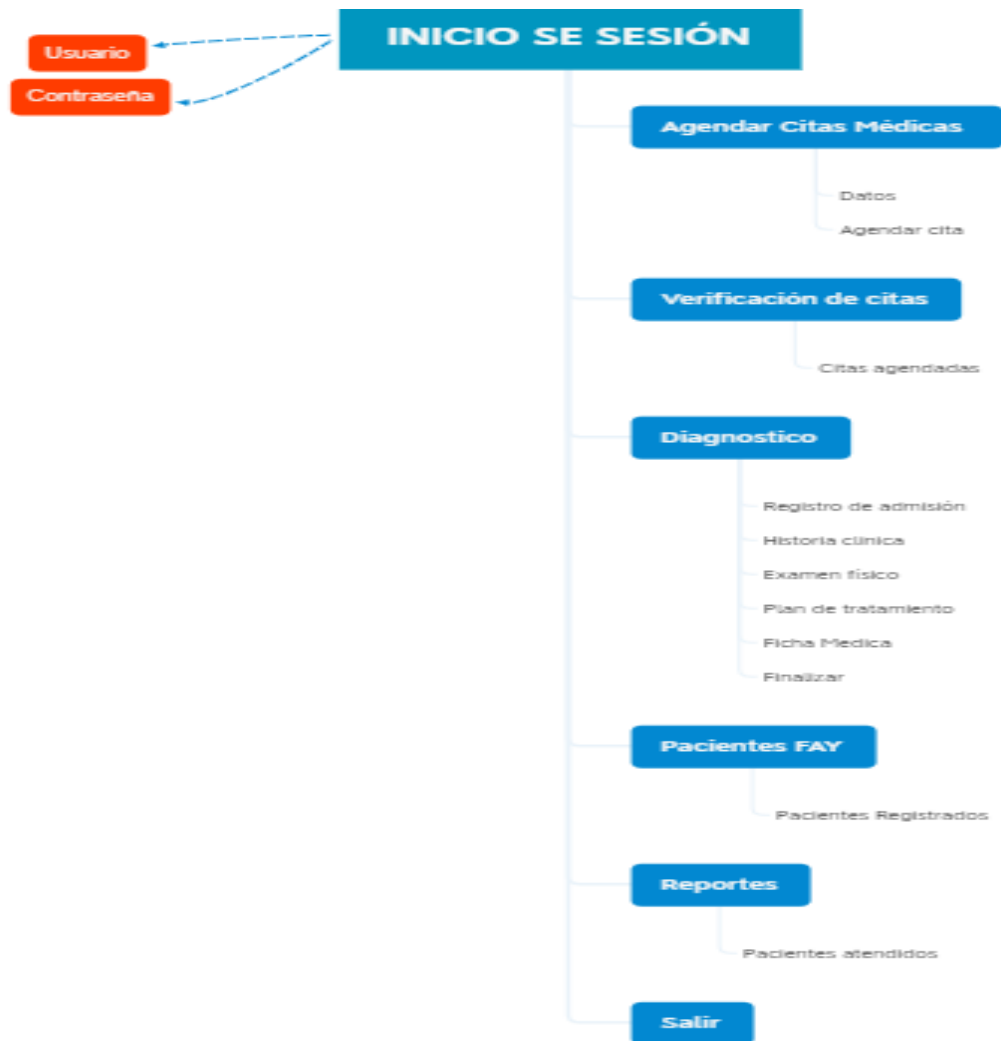 INICIO SE SESIÓN
Usuario
Contraseña
Agendar Citas Médicas
Datos
Agendar cita
Verificación de citas
Citas agendadas
Diagnostico
Registro de admisión
Historia clínica
Examen físico
Plan de tratamiento
Ficha Medica
Finalizar
Pacientes FAY
Pacientes Registrados
Reportes
Pacientes atendidos
Salir